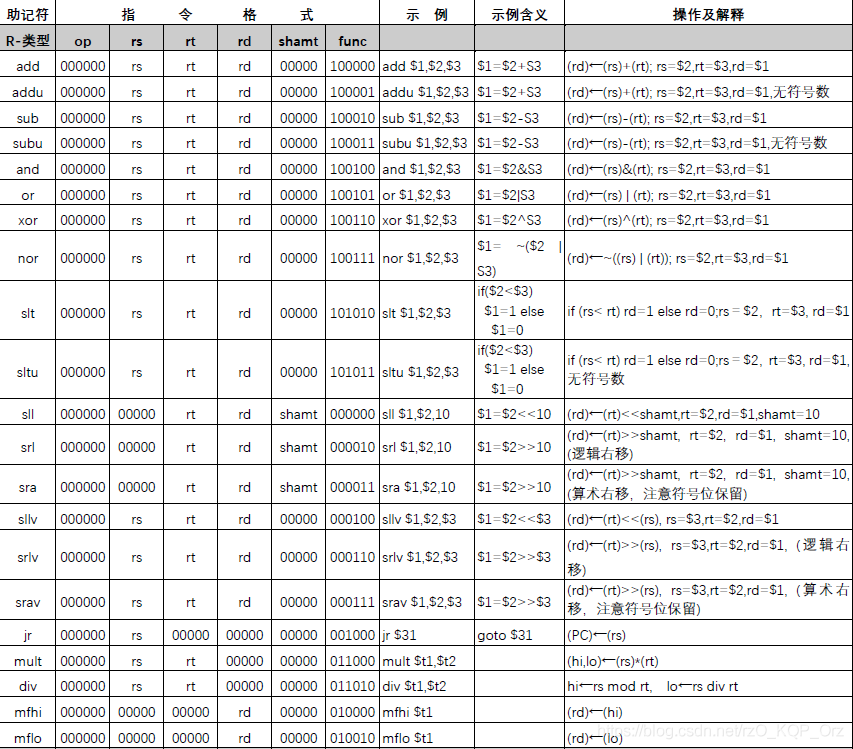 助记符 指 令 格 式 示 例 示例含义 操作及解释
R-类型 op rs rt rd shamt func
add 000000 rs rt rd 00000 100000 add $1,$2,$3 $1=$2+S3 (rd)←(rs)+(rt); rs=$2,rt=$3,rd=$1
addu 000000 rs rt rd 00000 100001 addu $1,$2,$3 $1=$2+S3 (rd)←(rs)+(rt); rs=$2,rt=$3,rd=$1,无符号数
sub 000000 rs rt rd 00000 100010 sub $1,$2,$3 $1=$2-S3 (rd)←(rs)-(rt); rs=$2,rt=$3,rd=$1
subu 000000 rs rt rd 00000 100011 subu $1,$2,$3 $1=$2-S3 (rd)←(rs)-(rt); rs=$2,rt=$3,rd=$1,无符号数
and 000000 rs rt rd 00000 100100 and $1,$2,$3 $1=$2&S3 (rd)←(rs)&(rt); rs=$2,rt=$3,rd=$1
or 000000 rs rt rd 00000 100101 or $1,$2,$3 $1=$2|S3 (rd)←(rs) | (rt); rs=$2,rt=$3,rd=$1
xor 000000 rs rt rd 00000 100110 xor $1,$2,$3 $1=$2^S3 (rd)←(rs)^(rt); rs=$2,rt=$3,rd=$1
nor 000000 rs rt rd 00000 100111 nor $1,$2,$3 $1= ~($2 |
S3) (rd)←~((rs) | (rt)); rs=$2,rt=$3,rd=$1
slt 000000 rs rt rd 00000 101010 slt $1,$2,$3 if($2<$3)
$1=1 else
$1=0 if (rs< rt) rd=1 else rd=0;rs = $2, rt=$3, rd=$1
sltu 000000 rs rt rd 00000 101011 sltu $1,$2,$3 if($2<$3)
$1=1 else
$1=0 if (rs< rt) rd=1 else rd=0;rs = $2, rt=$3, rd=$1,
无符号数
sll 000000 00000 rt rd shamt 000000 sll $1,$2,10 $1=$2<<10 (rd)←(rt)<<shamt,rt=$2,rd=$1,shamt=10
srl 000000 00000 rt rd shamt 000010 srl $1,$2,10 $1=$2>>10 (rd)←(rt)>>shamt, rt=$2, rd=$1, shamt=10,
(逻辑右移)
sra 000000 00000 rt rd shamt 000011 sra $1,$2,10 $1=$2>>10 (rd)←(rt)>>shamt, rt=$2, rd=$1, shamt=10,
(算术右移，注意符号位保留)
sllv 000000 rs rt rd 00000 000100 sllv $1,$2,$3 $1=$2<<$3 (rd)←(rt)<<(rs), rs=$3,rt=$2,rd=$1
srlv 000000 rs rt rd 00000 000110 srlv $1,$2,$3 $1=$2>>$3 (rd)←(rt)>>(rs), rs=$3,rt=$2,rd=$1, (逻辑右
移)
srav 000000 rs rt rd 00000 000111 srav $1,$2,$3 $1=$2>>$3 (rd)←(rt)>>(rs), rs=$3,rt=$2,rd=$1, (算术右
移，注意符号位保留)
jr 000000 rs 00000 00000 00000 001000 jr $31 goto $31 (PC)←(rs)
mult 000000 rs rt 00000 00000 011000 mult $t1,$t2 (hi,lo)←(rs)*(rt)
div 000000 rs rt 00000 00000 011010 div $t1,$t2 hi←rs mod rt, lo←rs div rt
mfhi 000000 00000 00000 rd 00000 010000 mfhi $t1 (rd)←(hi)
mflo 000000 00000 00000 rd 00000 010010 mflo $t1 (rd)←(lo)
https://blog.csdn.net/rzO_KQP_Orz